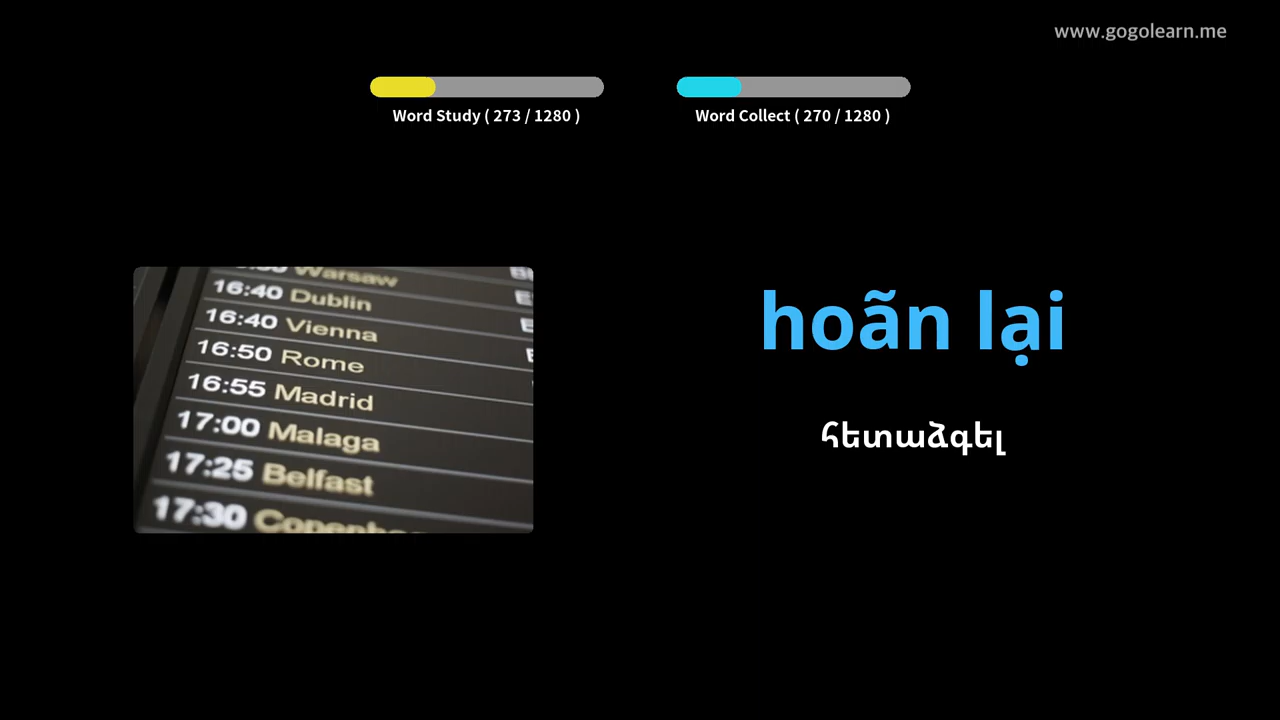 www.gogolearn.me
Word Study ( 273 / 1280 )
Word Collect ( 270 / 1280 )
Warsaw
16:40 Dublin
16:40 Vienna
16:50 Rome
16:55 Madrid
17:00 Malaga
17:25 Belfast
17:30
hoãn lại
հետաձգել